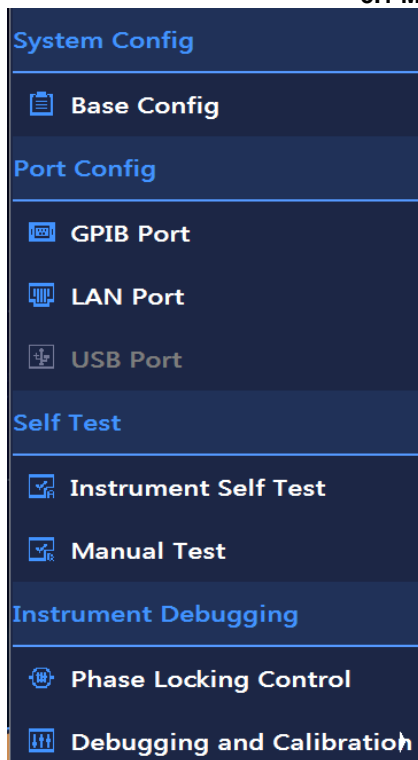 System Config
Base Config
Port Config
GPIB Port
LAN Port
USB Port
Self Test
Instrument Self Test
Manual Test
Instrument Debugging
Phase Locking Control
Debugging and Calibration